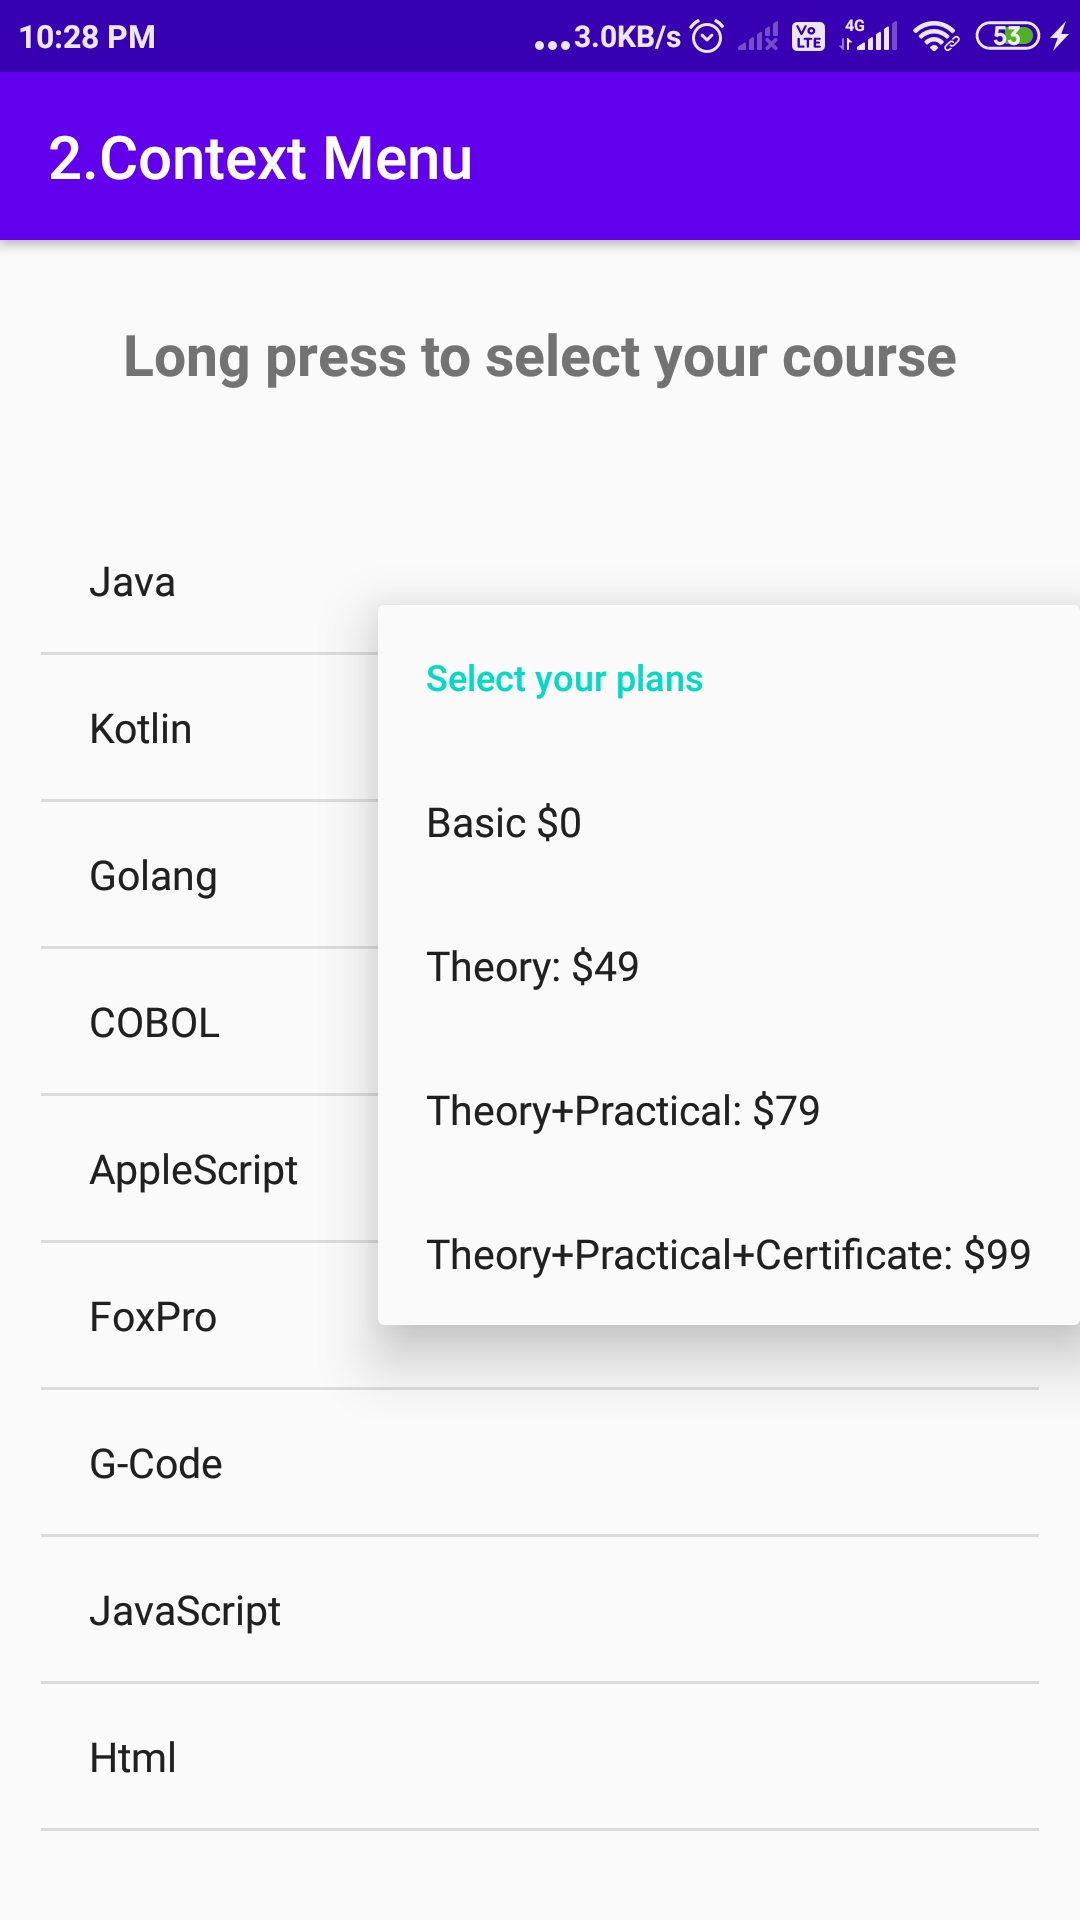 10:28 PM ...3.0KB/s Vo LTE 4G 53
2.Context Menu
Long press to select your course
Java
Select your plans
Kotlin
Basic $0
Golang
Theory: $49
COBOL
Theory+Practical: $79
AppleScript
Theory+Practical+Certificate: $99
FoxPro
G-Code
JavaScript
Html